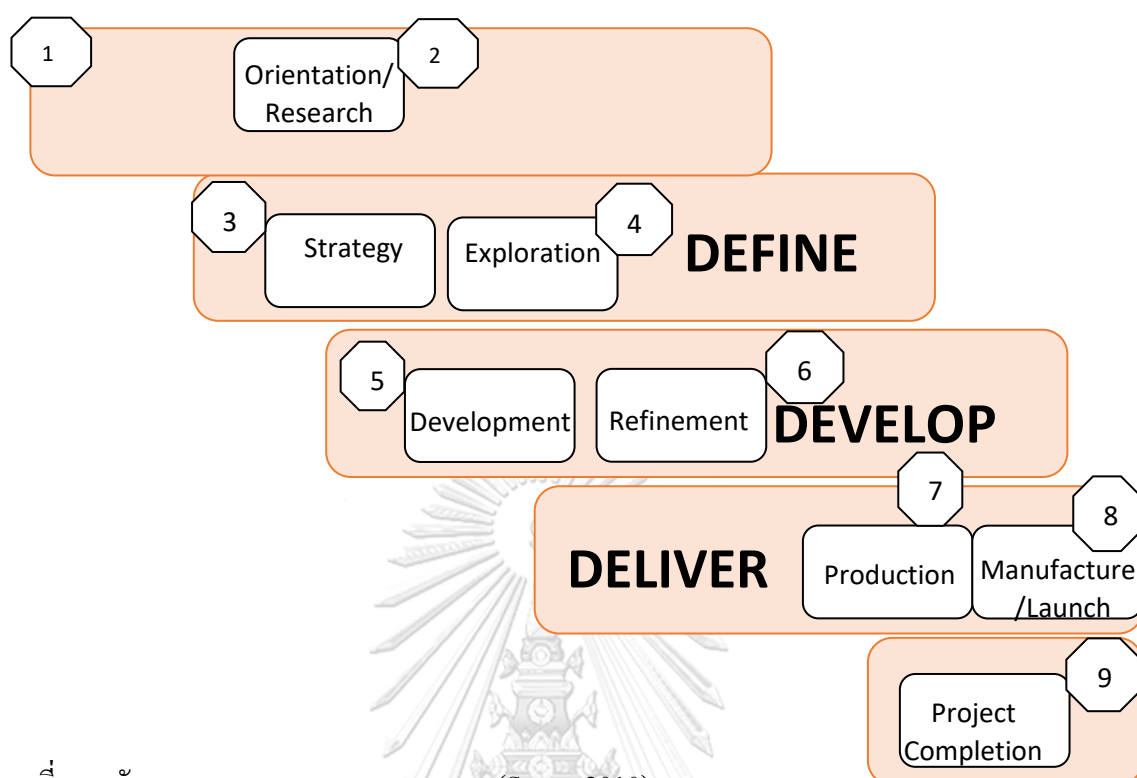 1
Orientation/
Research
2
3
Strategy
Exploration
4
DEFINE
5
Development
Refinement
6
DEVELOP
DELIVER
7
Production
8
Manufacture
/Launch
9
Project
Completion